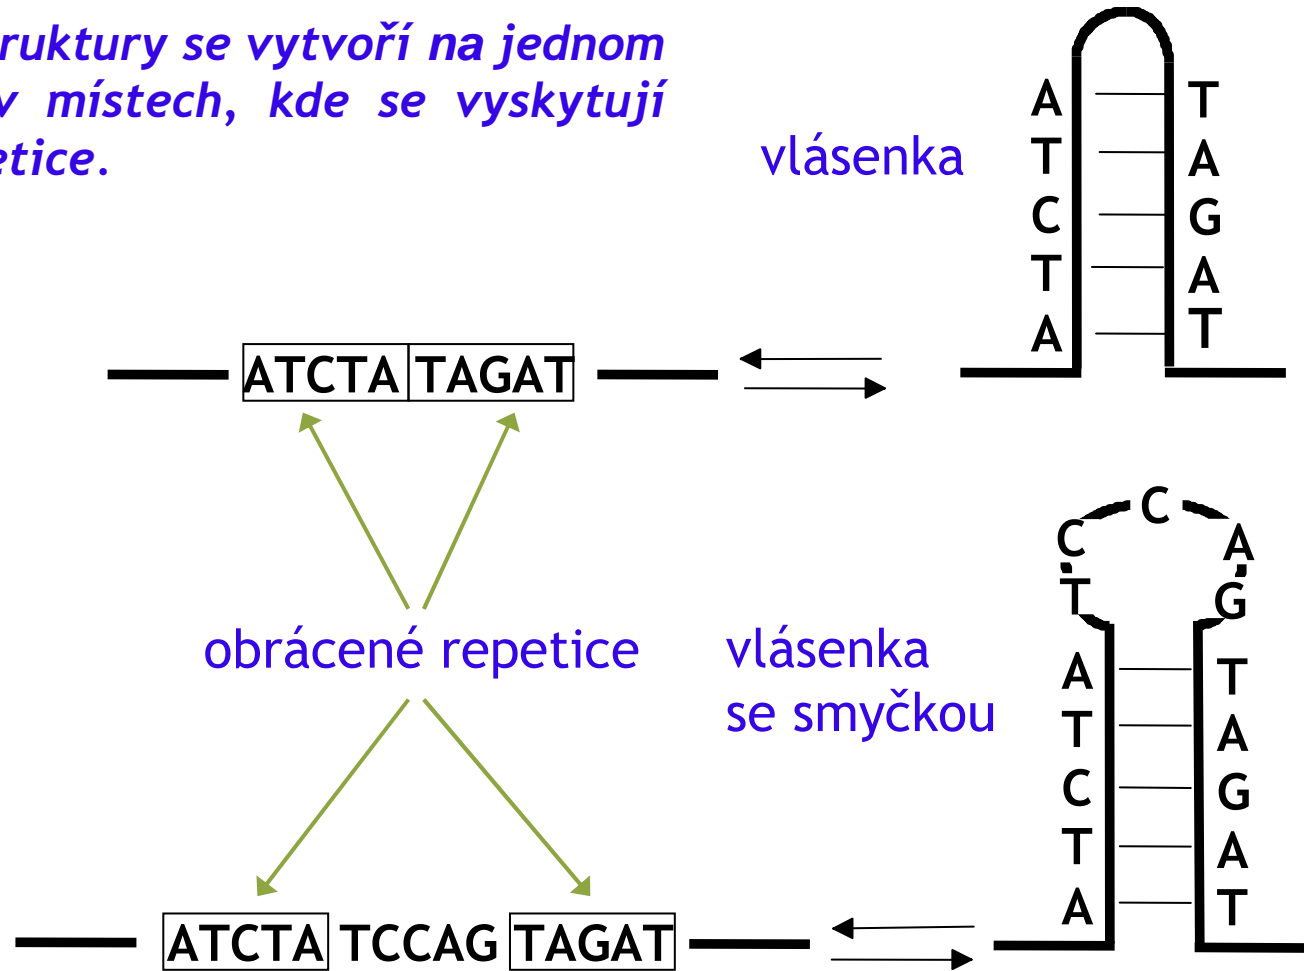 ruktury se vytvoří na jednom
v místech, kde se vyskytují
etice.
vlásenka
A T
T A
C G
T A
A T
ATCTA TAGAT
obrácené repetice
vlásenka
se smyčkou
C
C A
T G
A T
T A
C G
T A
A T
ATCTA TCCAG TAGAT